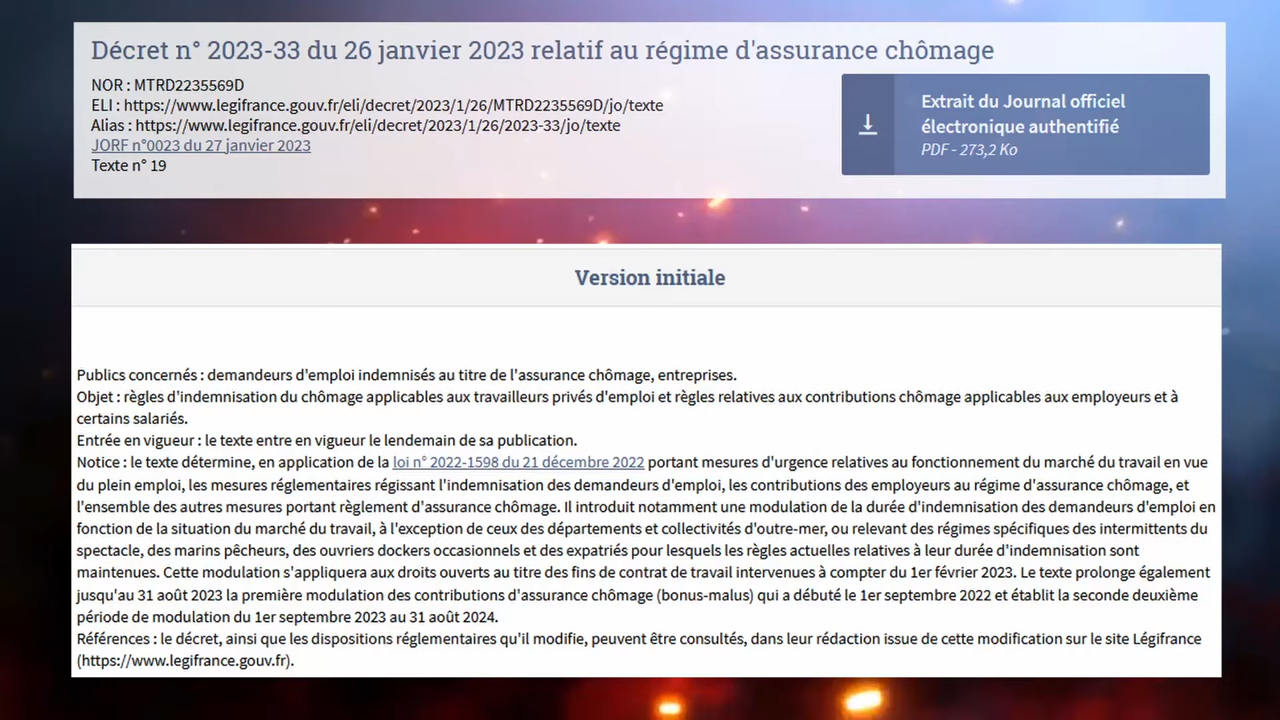 Décret n° 2023-33 du 26 janvier 2023 relatif au régime d'assurance chômage
NOR : MTRD2235569D
ELI : https://www.legifrance.gouv.fr/eli/decret/2023/1/26/MTRD2235569D/jo/texte
Alias : https://www.legifrance.gouv.fr/eli/decret/2023/1/26/2023-33/jo/texte
JORF n°0023 du 27 janvier 2023
Texte n° 19
Extrait du Journal officiel
électronique authentifié
PDF - 273,2 Ko
Version initiale
Publics concernés : demandeurs d'emploi indemnisés au titre de l'assurance chômage, entreprises.
Objet : règles d'indemnisation du chômage applicables aux travailleurs privés d'emploi et règles relatives aux contributions chômage applicables aux employeurs et à
certains salariés.
Entrée en vigueur : le texte entre en vigueur le lendemain de sa publication.
Notice : le texte détermine, en application de la loi n° 2022-1598 du 21 décembre 2022 portant mesures d'urgence relatives au fonctionnement du marché du travail en vue
du plein emploi, les mesures réglementaires régissant l'indemnisation des demandeurs d'emploi, les contributions des employeurs au régime d'assurance chômage, et
l'ensemble des autres mesures portant règlement d'assurance chômage. Il introduit notamment une modulation de la durée d'indemnisation des demandeurs d'emploi en
fonction de la situation du marché du travail, à l'exception de ceux des départements et collectivités d'outre-mer, ou relevant des régimes spécifiques des intermittents du
spectacle, des marins pêcheurs, des ouvriers dockers occasionnels et des expatriés pour lesquels les règles actuelles relatives à leur durée d'indemnisation sont
maintenues. Cette modulation s'appliquera aux droits ouverts au titre des fins de contrat de travail intervenues à compter du 1er février 2023. Le texte prolonge également
jusqu'au 31 août 2023 la première modulation des contributions d'assurance chômage (bonus-malus) qui a débuté le 1er septembre 2022 et établit la seconde deuxième
période de modulation du 1er septembre 2023 au 31 août 2024.
Références : le décret, ainsi que les dispositions réglementaires qu'il modifie, peuvent être consultés, dans leur rédaction issue de cette modification sur le site Légifrance
(https://www.legifrance.gouv.fr).